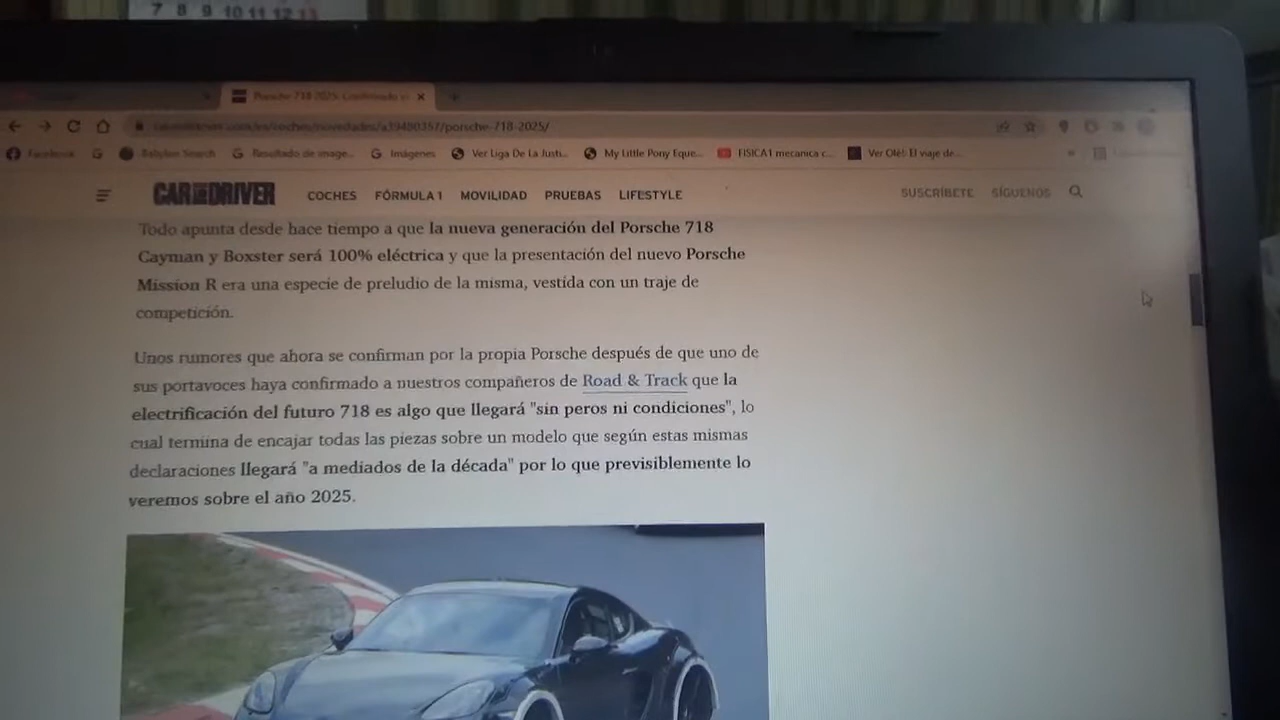 7 8 9 10 11 12 13
Porsche 718 2025: Confirmado
/porsche-718-2025/
Facebook
Babylon Search
Resultado de image...
Imágenes
Ver Liga De La Justi...
My Little Pony Eque...
FISICA1 mecanica c...
Ver Olé! El viaje de...
CAR AND DRIVER
COCHES FÓRMULA 1 MOVILIDAD PRUEBAS LIFESTYLE
SUSCRÍBETE SÍGUENOS
Todo apunta desde hace tiempo a que la nueva generación del Porsche 718
Cayman y Boxster será 100% eléctrica y que la presentación del nuevo Porsche
Mission R era una especie de preludio de la misma, vestida con un traje de
competición.
Unos rumores que ahora se confirman por la propia Porsche después de que uno de
sus portavoces haya confirmado a nuestros compañeros de Road & Track que la
electrificación del futuro 718 es algo que llegará "sin peros ni condiciones", lo
cual termina de encajar todas las piezas sobre un modelo que según estas mismas
declaraciones llegará "a mediados de la década" por lo que previsiblemente lo
veremos sobre el año 2025.